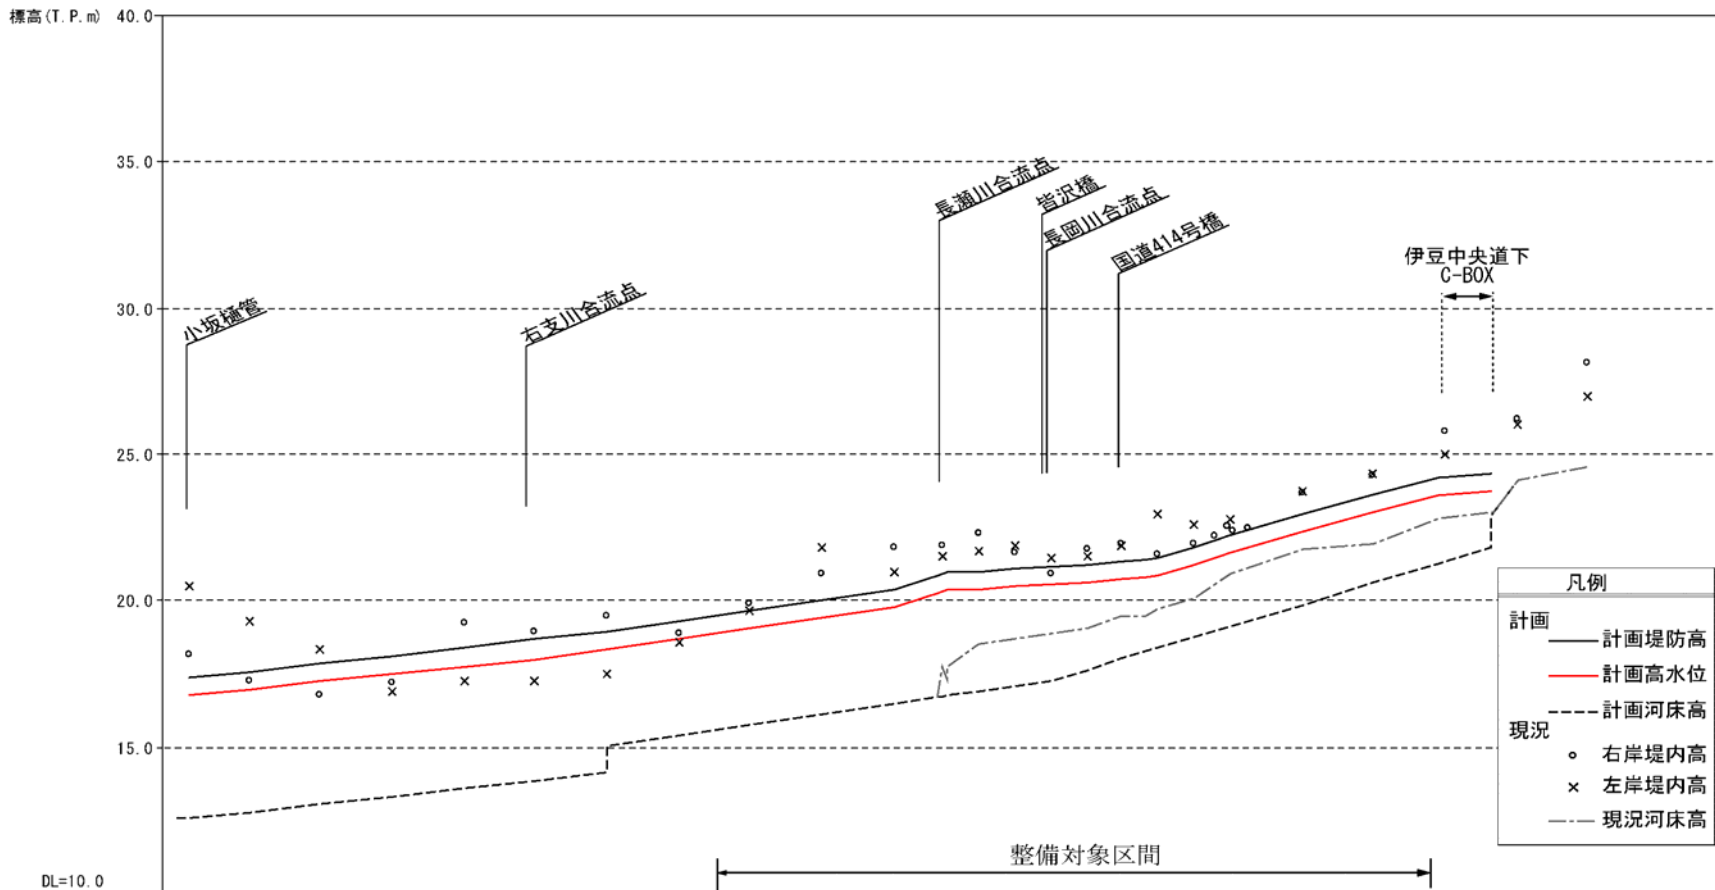 標高(T.P.m)
40.0
35.0
30.0
25.0
20.0
15.0
DL=10.0
小坂樋管
右支川合流点
長瀬川合流点
皆沢橋
長岡川合流点
国道414号橋
伊豆中央道下
C-BOX
整備対象区間
凡例
計画
計画堤防高
計画高水位
計画河床高
現況
右岸堤内高
左岸堤内高
現況河床高